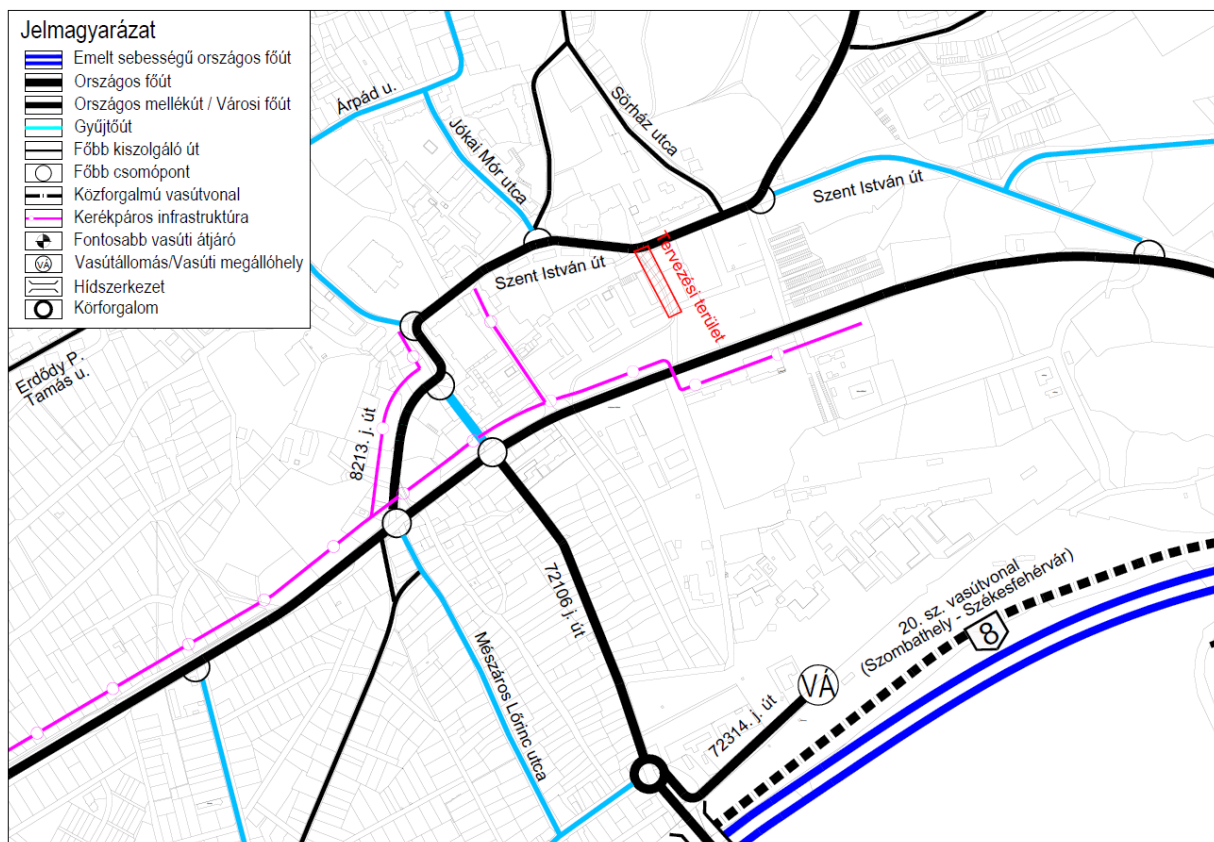 Jelmagyarázat
Emelt sebességű országos főút
Országos főút
Országos mellékút / Városi főút
Gyűjtőút
Főbb kiszolgáló út
Főbb csomópont
Közforgalmú vasútvonal
Kerékpáros infrastruktúra
Fontosabb vasúti átjáró
VÁ Vasútállomás/Vasúti megállóhely
Hídszerkezet
Körforgalom
Árpád u.
Jókai Mór utca
Sörház utca
Szent István út
Szent István út
Tervezési terület
Erdődy P.
Tamás u.
8213. j. út
72106 j. út
Mészáros Lőrinc utca
20. sz. vasútvonal
(Szombathely - Székesfehérvár)
8
VÁ
72314. j. út